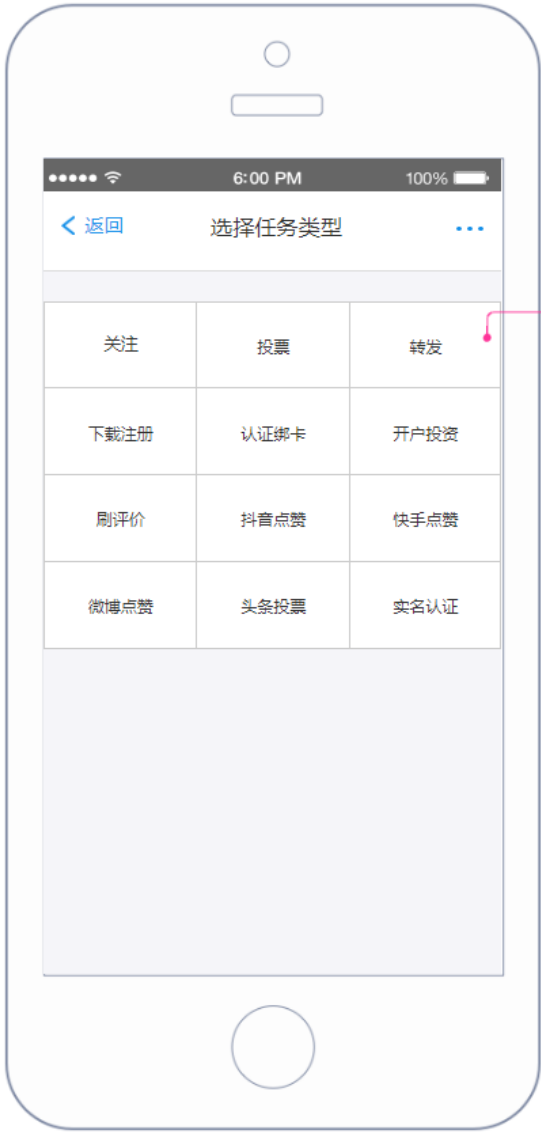 6:00 PM 100%
返回 选择任务类型
关注 投票 转发
下载注册 认证绑卡 开户投资
刷评价 抖音点赞 快手点赞
微博点赞 头条投票 实名认证